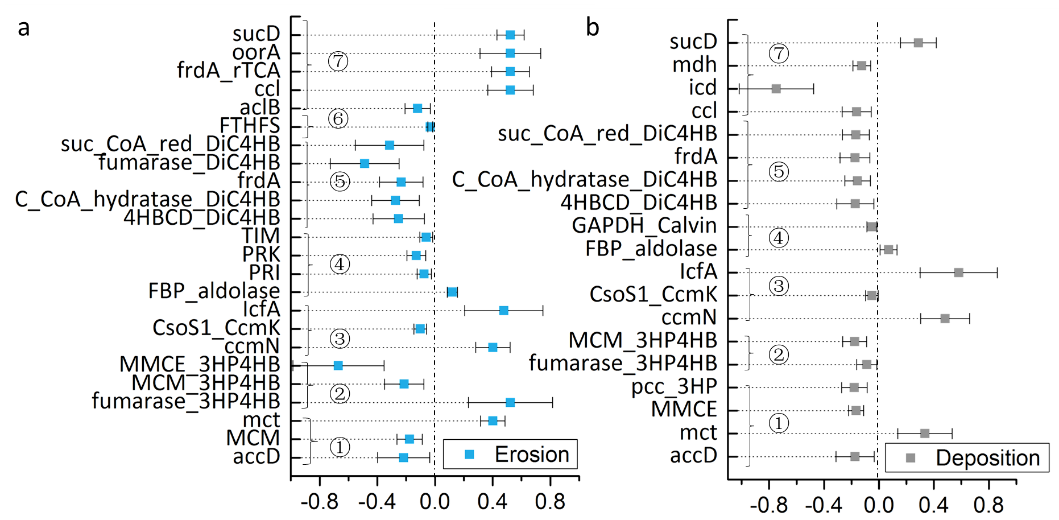 a
sucD
oorA
frdA_rTCA
ccl
aclB
⑦
FTHFS
⑥
suc_CoA_red_DiC4HB
fumarase_DiC4HB
frdA
C_CoA_hydratase_DiC4HB
4HBCD_DiC4HB
⑤
TIM
PRK
PRI
FBP_aldolase
④
IcfA
CsoS1_CcmK
ccmN
③
MMCE_3HP4HB
MCM_3HP4HB
fumarase_3HP4HB
②
mct
MCM
accD
①
Erosion
-0.8 -0.4 0.0 0.4 0.8
b
sucD
mdh
icd
ccl
⑦
suc_CoA_red_DiC4HB
frdA
C_CoA_hydratase_DiC4HB
4HBCD_DiC4HB
⑤
GAPDH_Calvin
FBP_aldolase
④
IcfA
CsoS1_CcmK
ccmN
③
MCM_3HP4HB
fumarase_3HP4HB
②
pcc_3HP
MMCE
mct
accD
①
Deposition
-0.8 -0.4 0.0 0.4 0.8